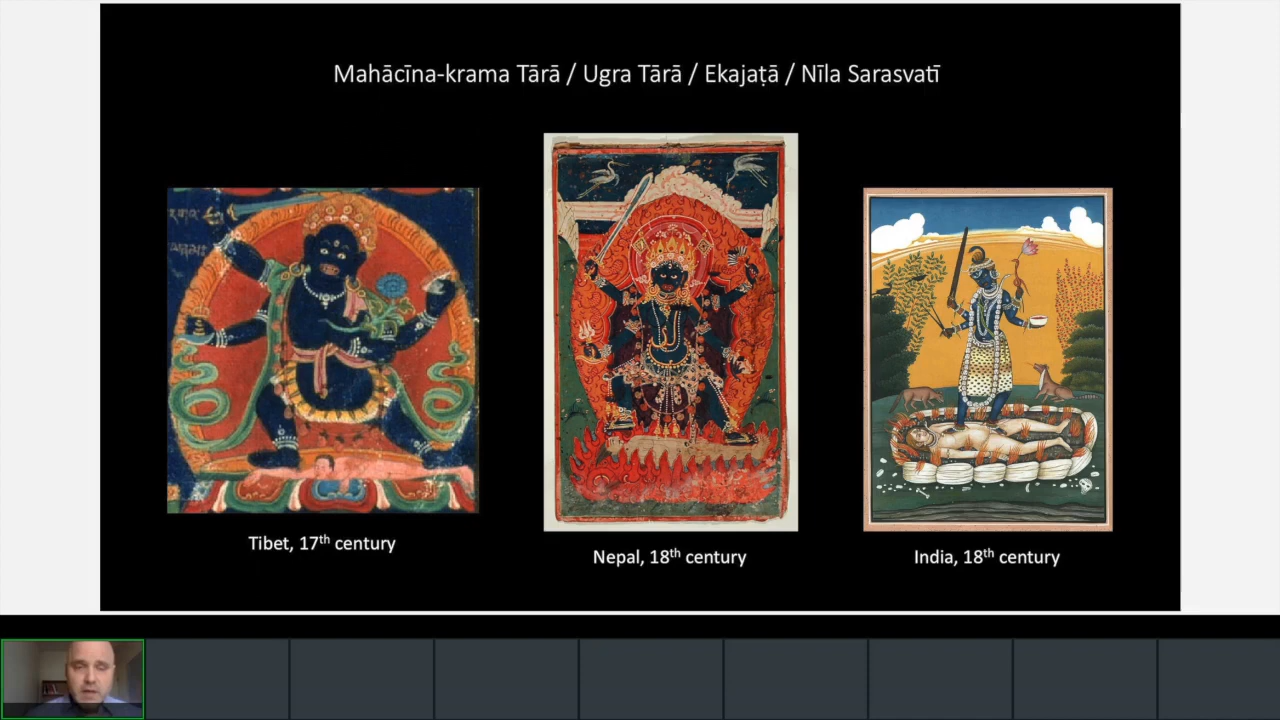 Mahācīna-krama Tārā / Ugra Tārā / Ekajaṭā / Nīla Sarasvatī
Tibet, 17th century
Nepal, 18th century
India, 18th century